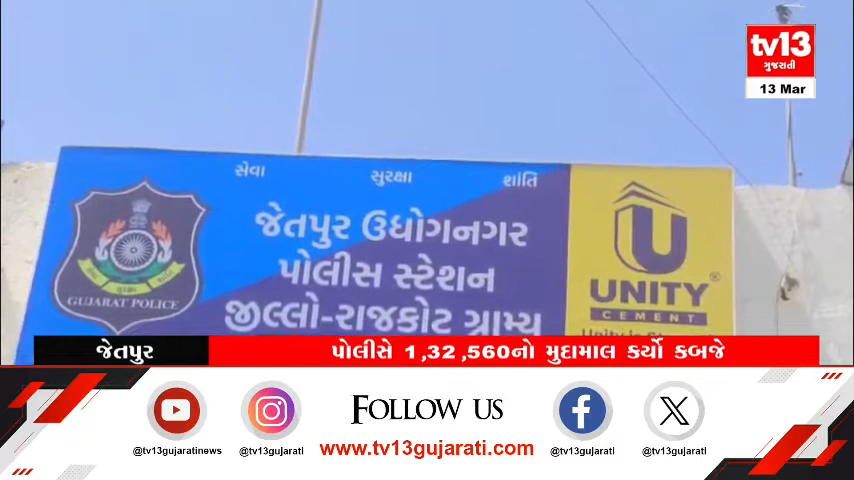 tv13
ગુજરાતી
13 Mar
સેવા સુરક્ષા શાંતિ
જેતપુર ઉધોગનગર
પોલીસ સ્ટેશન
જીલ્લો-રાજકોટ ગ્રામ્ય
GUJARAT POLICE
U
UNITY®
CEMENT
જેતપુર
પોલીસે 1,32,560નો મુદામાલ કર્યો કબજે
FOLLOW US
www.tv13gujarati.com
@tv13gujaratinews
@tv13gujarati
@tv13gujarati
@tv13gujarati